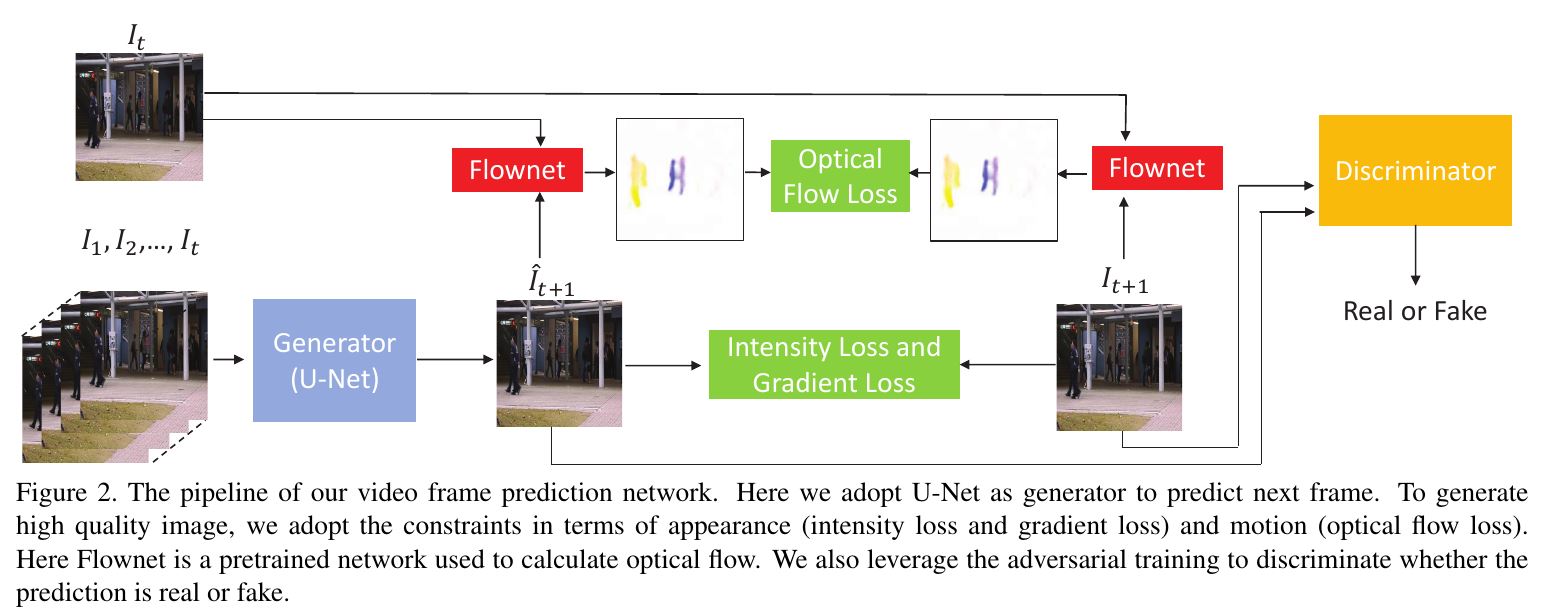 I_t
Flownet
Optical
Flow Loss
Flownet
Discriminator
I_1, I_2,..., I_t
Î_{t+1}
I_{t+1}
Real or Fake
Generator
(U-Net)
Intensity Loss and
Gradient Loss
Figure 2. The pipeline of our video frame prediction network. Here we adopt U-Net as generator to predict next frame. To generate
high quality image, we adopt the constraints in terms of appearance (intensity loss and gradient loss) and motion (optical flow loss).
Here Flownet is a pretrained network used to calculate optical flow. We also leverage the adversarial training to discriminate whether the
prediction is real or fake.